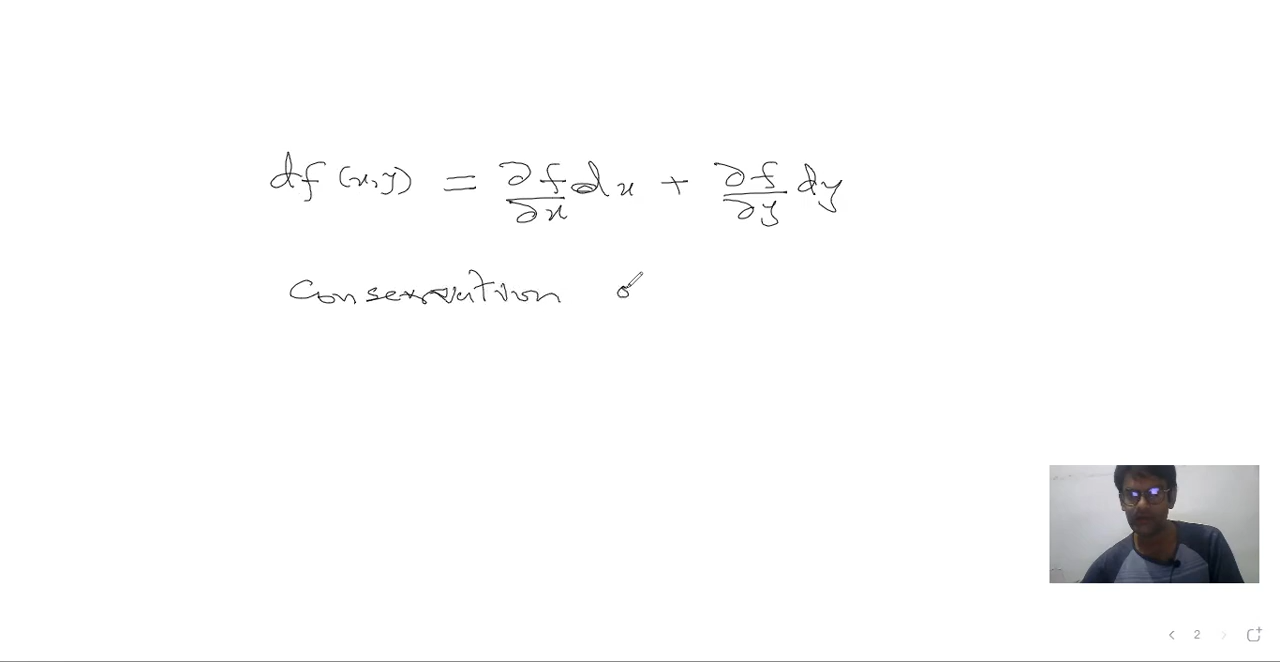 df(x,y) = ∂f/∂x dx + ∂f/∂y dy
Conservation o
2